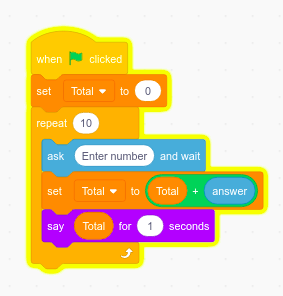 when clicked
set Total to 0
repeat 10
ask Enter number and wait
set Total to Total + answer
say Total for 1 seconds